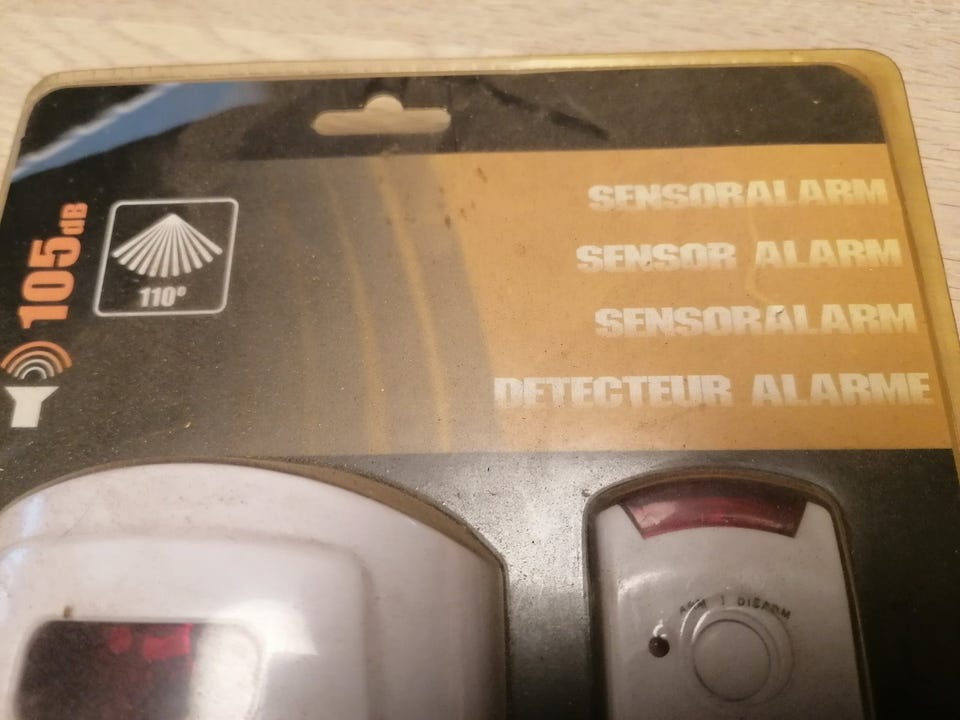 SENSORALARM
SENSOR ALARM
SENSORALARM
DETECTEUR ALARME
105dB
110°
ARM | DISARM